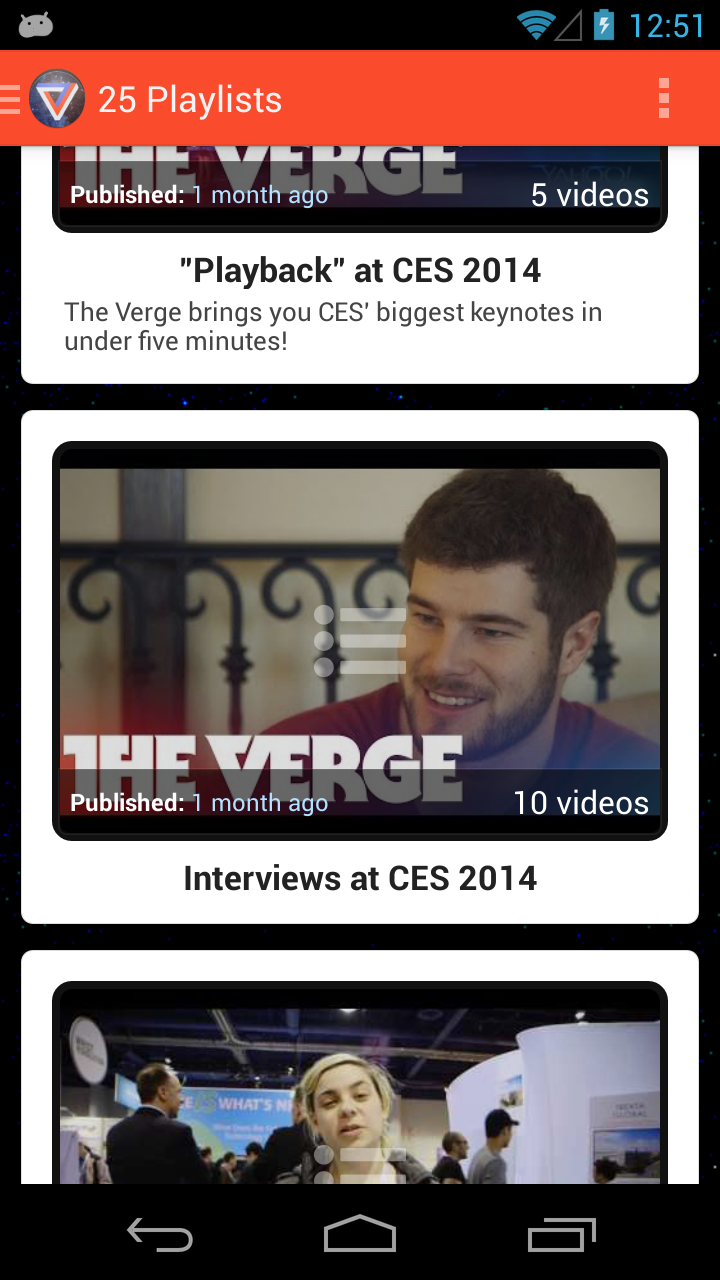 12:51
25 Playlists
THE VERGE
YAHOO!
Published: 1 month ago
5 videos
"Playback" at CES 2014
The Verge brings you CES' biggest keynotes in
under five minutes!
THE VERGE
Published: 1 month ago
10 videos
Interviews at CES 2014
WHAT'S